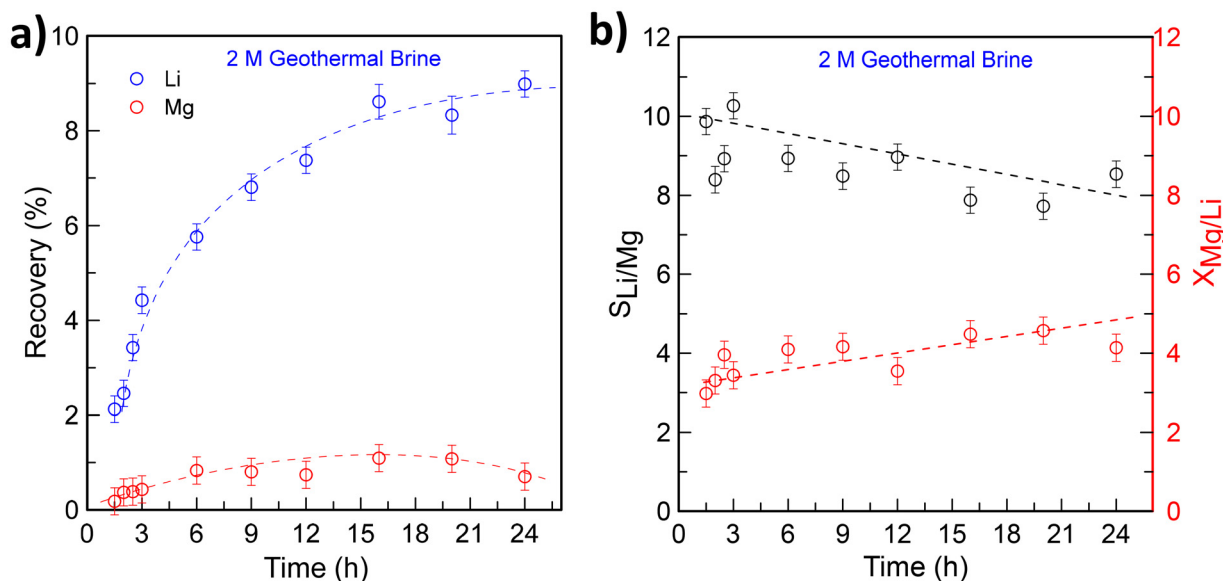 a)
2 M Geothermal Brine
Li
Mg
Recovery (%)
10
8
6
4
2
0
0 3 6 9 12 15 18 21 24
Time (h)
b)
2 M Geothermal Brine
SLi/Mg
12
10
8
6
4
2
0
0 3 6 9 12 15 18 21 24
Time (h)
12
10
8
6
4
2
0
XMg/Li